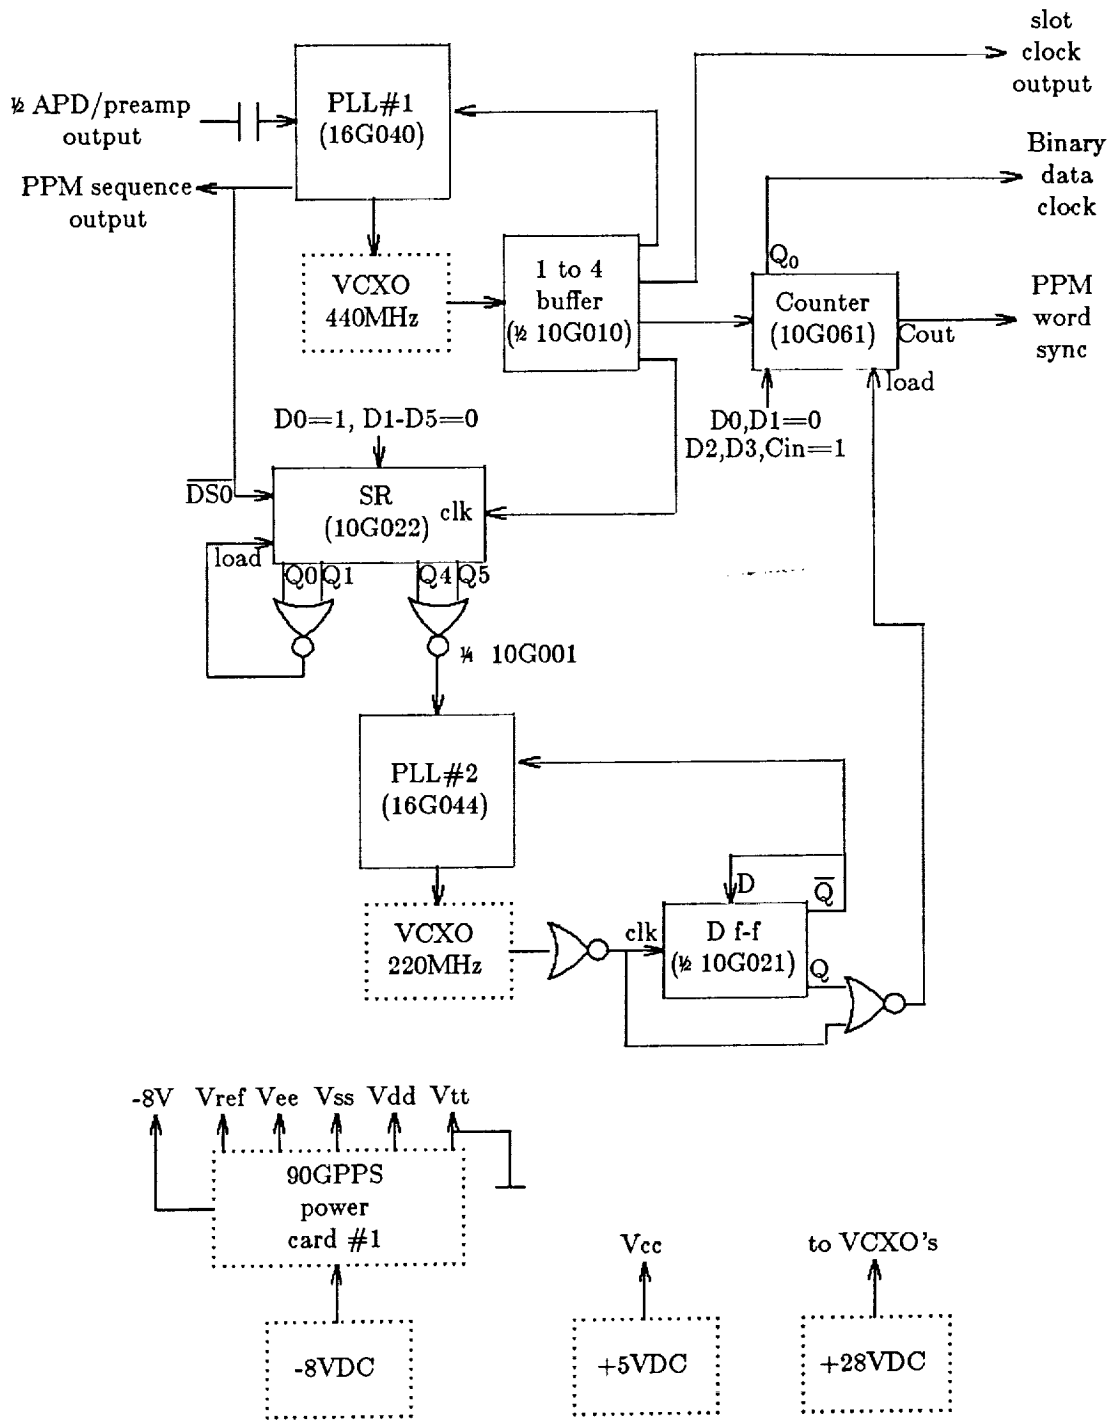 slot
clock
output
½ APD/preamp
output
PLL#1
(16G040)
Binary
data
clock
PPM sequence
output
VCXO
440MHz
1 to 4
buffer
(½ 10G010)
Q0
Counter
(10G061)
Cout
load
PPM
word
sync
D0=1, D1-D5=0
D0,D1=0
D2,D3,Cin=1
DS0
SR
(10G022)
clk
load
Q0
Q1
Q4
Q5
¼ 10G001
PLL#2
(16G044)
D
Q
VCXO
220MHz
clk
D f-f
(½ 10G021)
Q
-8V
Vref
Vee
Vss
Vdd
Vtt
90GPPS
power
card #1
Vcc
to VCXO's
-8VDC
+5VDC
+28VDC